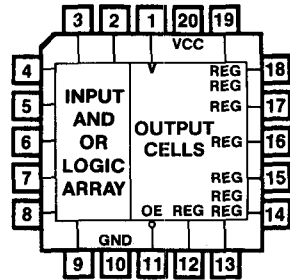 3 2 1 20 19
VCC
4 V REG 18
REG
5 REG 17
INPUT
AND
OR
LOGIC
ARRAY
OUTPUT
CELLS
6 REG 16
7 REG 15
REG
8 OE REG REG 14
GND
9 10 11 12 13